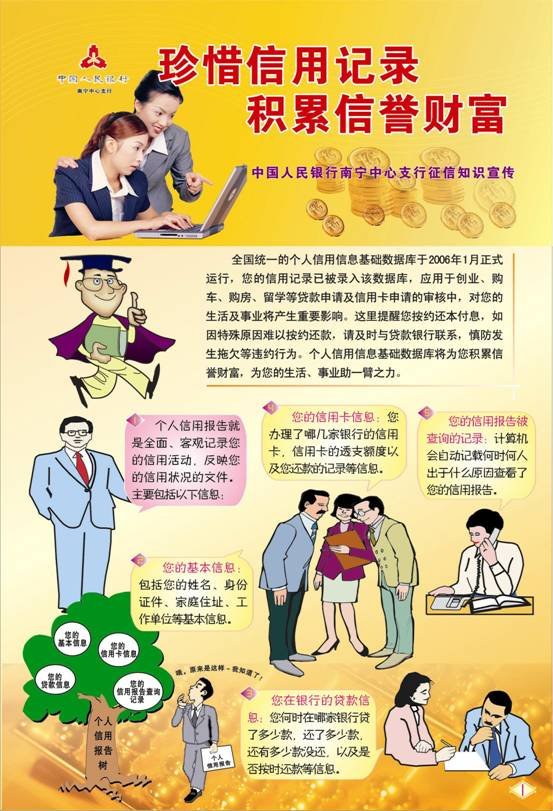 中国人民银行
南宁中心支行
珍惜信用记录
积累信誉财富
中国人民银行南宁中心支行征信知识宣传
全国统一的个人信用信息基础数据库于2006年1月正式
运行，您的信用记录已被录入该数据库，应用于创业、购
车、购房、留学等贷款申请及信用卡申请的审核中，对您的
生活及事业将产生重要影响。这里提醒您按约还本付息，如
因特殊原因难以按约还款，请及时与贷款银行联系，慎防发
生拖欠等违约行为。个人信用信息基础数据库将为您积累信
誉财富，为您的生活、事业助一臂之力。
1
个人信用报告就
是全面、客观记录您
的信用活动，反映您
的信用状况的文件。
主要包括以下信息：
2
您的基本信息：
包括您的姓名、身份
证件、家庭住址、工
作单位等基本信息。
3
您在银行的贷款信
息：您何时在哪家银行贷
了多少款，还了多少款，
还有多少款没还，以及是
否按时还款等信息。
4
您的信用卡信息：您
办理了哪几家银行的信用
卡，信用卡的透支额度以
及您还款的记录等信息。
5
您的信用报告被
查询的记录：计算机
会自动记载何时何人
出于什么原因查看了
您的信用报告。
您的
基本信息
您的
信用卡信息
您的
贷款信息
您的
信用报告查询
记录
个人
信用
报告
树
哦，原来是这样－我知道了！
个人
信用报告
1